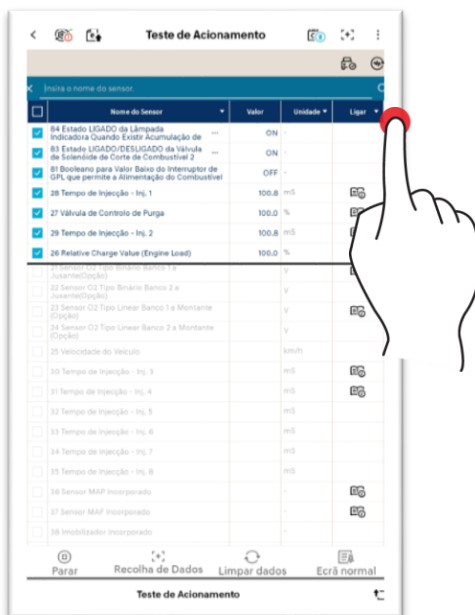 Teste de Acionamento
Insira o nome do sensor.
Nome do Sensor Valor Unidade Ligar
84 Estado LIGADO da Lâmpada
Indicadora Quando Existir Acumulação de ... ON -
83 Estado LIGADO/DESLIGADO da Válvula
de Solenóide de Corte de Combustível 2 ... ON -
81 Booleano para Valor Baixo do Interruptor de
GPL que permite a Alimentação do Combustível OFF -
28 Tempo de Injecção - Inj. 1 100.8 mS
27 Válvula de Controlo de Purga 100.0 %
29 Tempo de Injecção - Inj. 2 100.8 mS
26 Relative Charge Value (Engine Load) 100.0 %
21 Sensor O2 Tipo Binário Banco 1 a
Jusante(Opção) V
22 Sensor O2 Tipo Binário Banco 2 a
Jusante(Opção) V
23 Sensor O2 Tipo Linear Banco 1 a Montante
(Opção) V
24 Sensor O2 Tipo Linear Banco 2 a Montante
(Opção) V
25 Velocidade do Veículo km/h
30 Tempo de Injecção - Inj. 3 mS
31 Tempo de Injecção - Inj. 4 mS
32 Tempo de Injecção - Inj. 5 mS
33 Tempo de Injecção - Inj. 6 mS
34 Tempo de Injecção - Inj. 7 mS
35 Tempo de Injecção - Inj. 8 mS
36 Sensor MAP Incorporado -
37 Sensor MAF Incorporado -
38 Imobilizador Incorporado -
Parar Recolha de Dados Limpar dados Ecrã normal
Teste de Acionamento